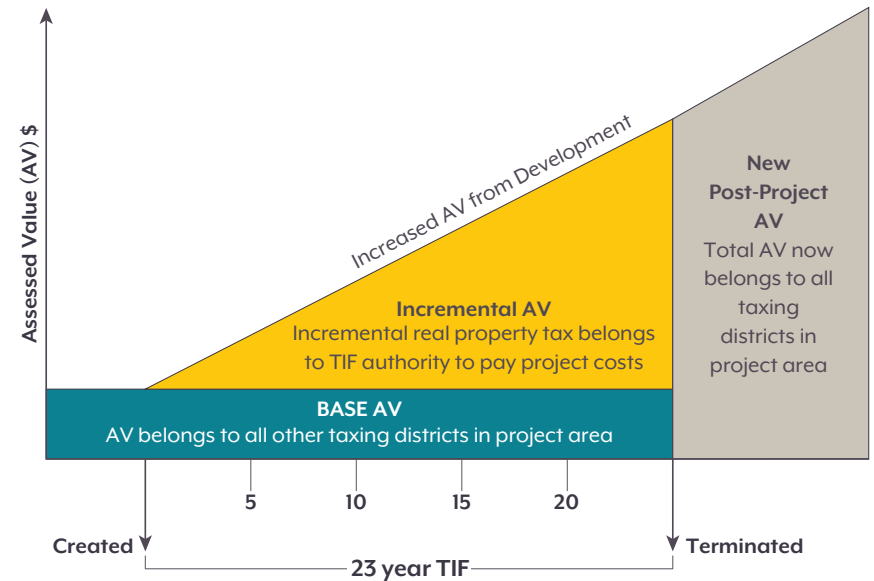 Assessed Value (AV) $
Increased AV from Development
Incremental AV
Incremental real property tax belongs
to TIF authority to pay project costs
BASE AV
AV belongs to all other taxing districts in project area
New
Post-Project
AV
Total AV now
belongs to all
taxing
districts in
project area
5
10
15
20
Created
Terminated
23 year TIF